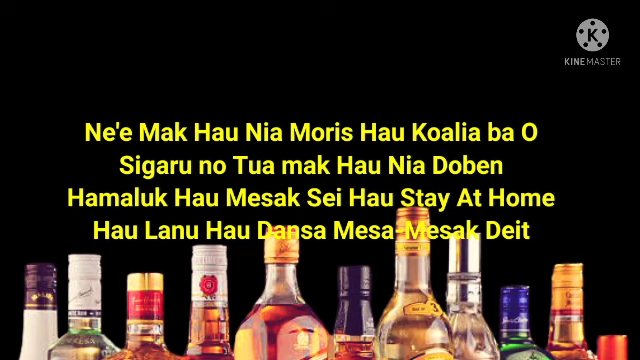 KINEMASTER
Ne'e Mak Hau Nia Moris Hau Koalia ba O
Sigaru no Tua mak Hau Nia Doben
Hamaluk Hau Mesak Sei Hau Stay At Home
Hau Lanu Hau Dansa Mesa-Mesak Deit